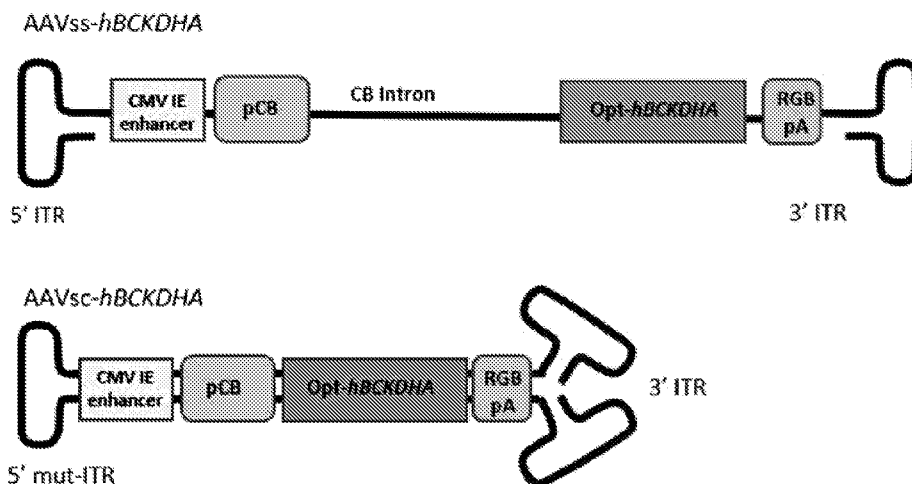 AAVss-hBCKDHA
CMV IE
enhancer
pCB
CB Intron
Opt-hBCKDHA
RGB
pA
5' ITR
3' ITR
AAVsc-hBCKDHA
CMV IE
enhancer
pCB
Opt-hBCKDHA
RGB
pA
3' ITR
5' mut-ITR